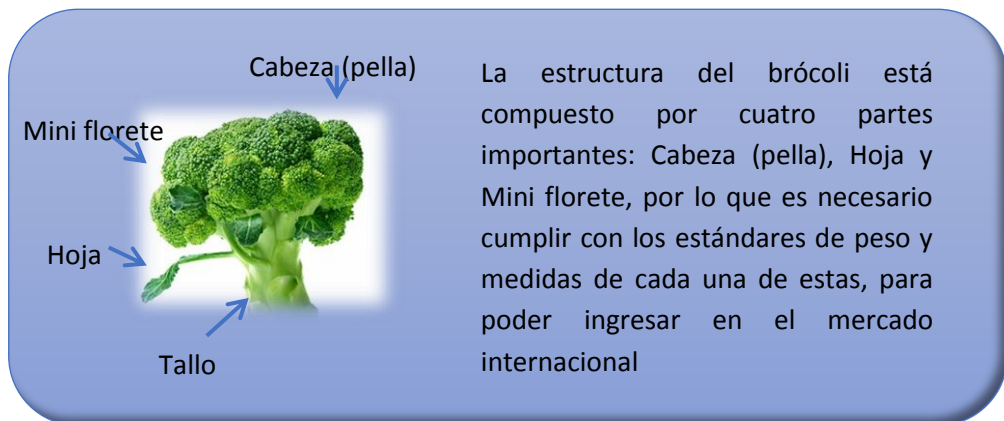 Cabeza (pella)
Mini florete
Hoja
Tallo
La estructura del brócoli está
compuesto por cuatro partes
importantes: Cabeza (pella), Hoja y
Mini florete, por lo que es necesario
cumplir con los estándares de peso y
medidas de cada una de estas, para
poder ingresar en el mercado
internacional